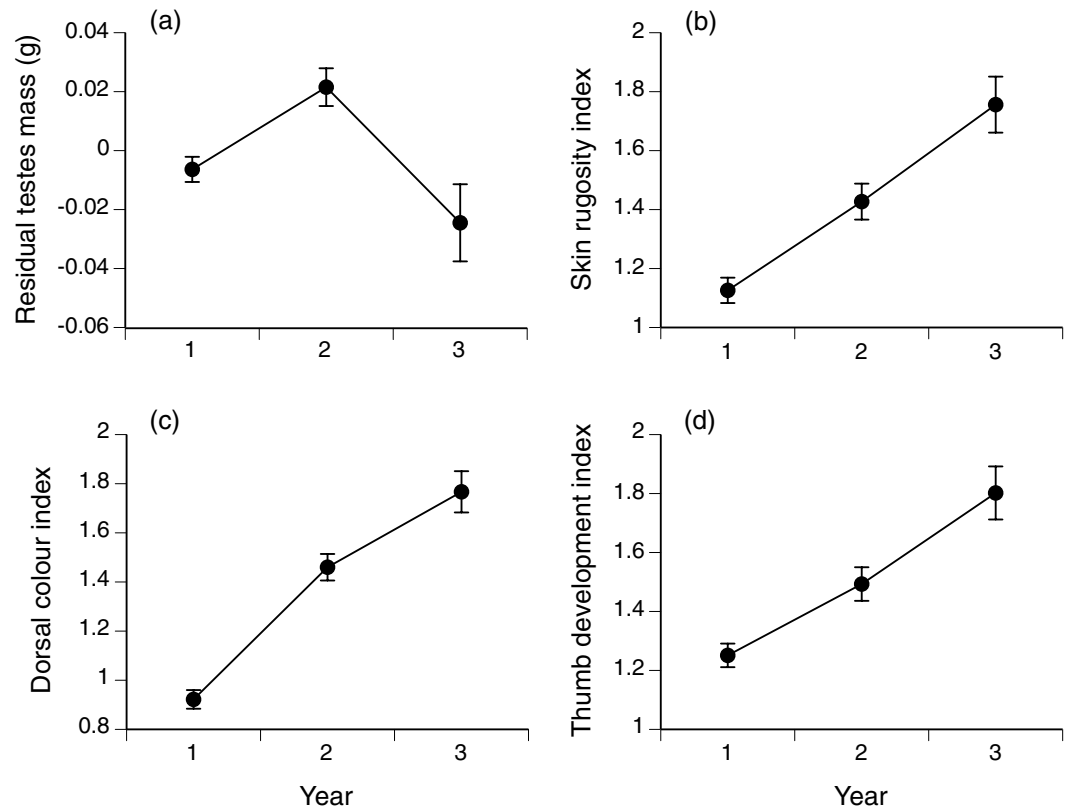 (a)
Residual testes mass (g)
0.04
0.02
0
-0.02
-0.04
-0.06
1 2 3
(b)
Skin rugosity index
2
1.8
1.6
1.4
1.2
1
1 2 3
(c)
Dorsal colour index
2
1.8
1.6
1.4
1.2
1
0.8
1 2 3
Year
(d)
Thumb development index
2
1.8
1.6
1.4
1.2
1
1 2 3
Year